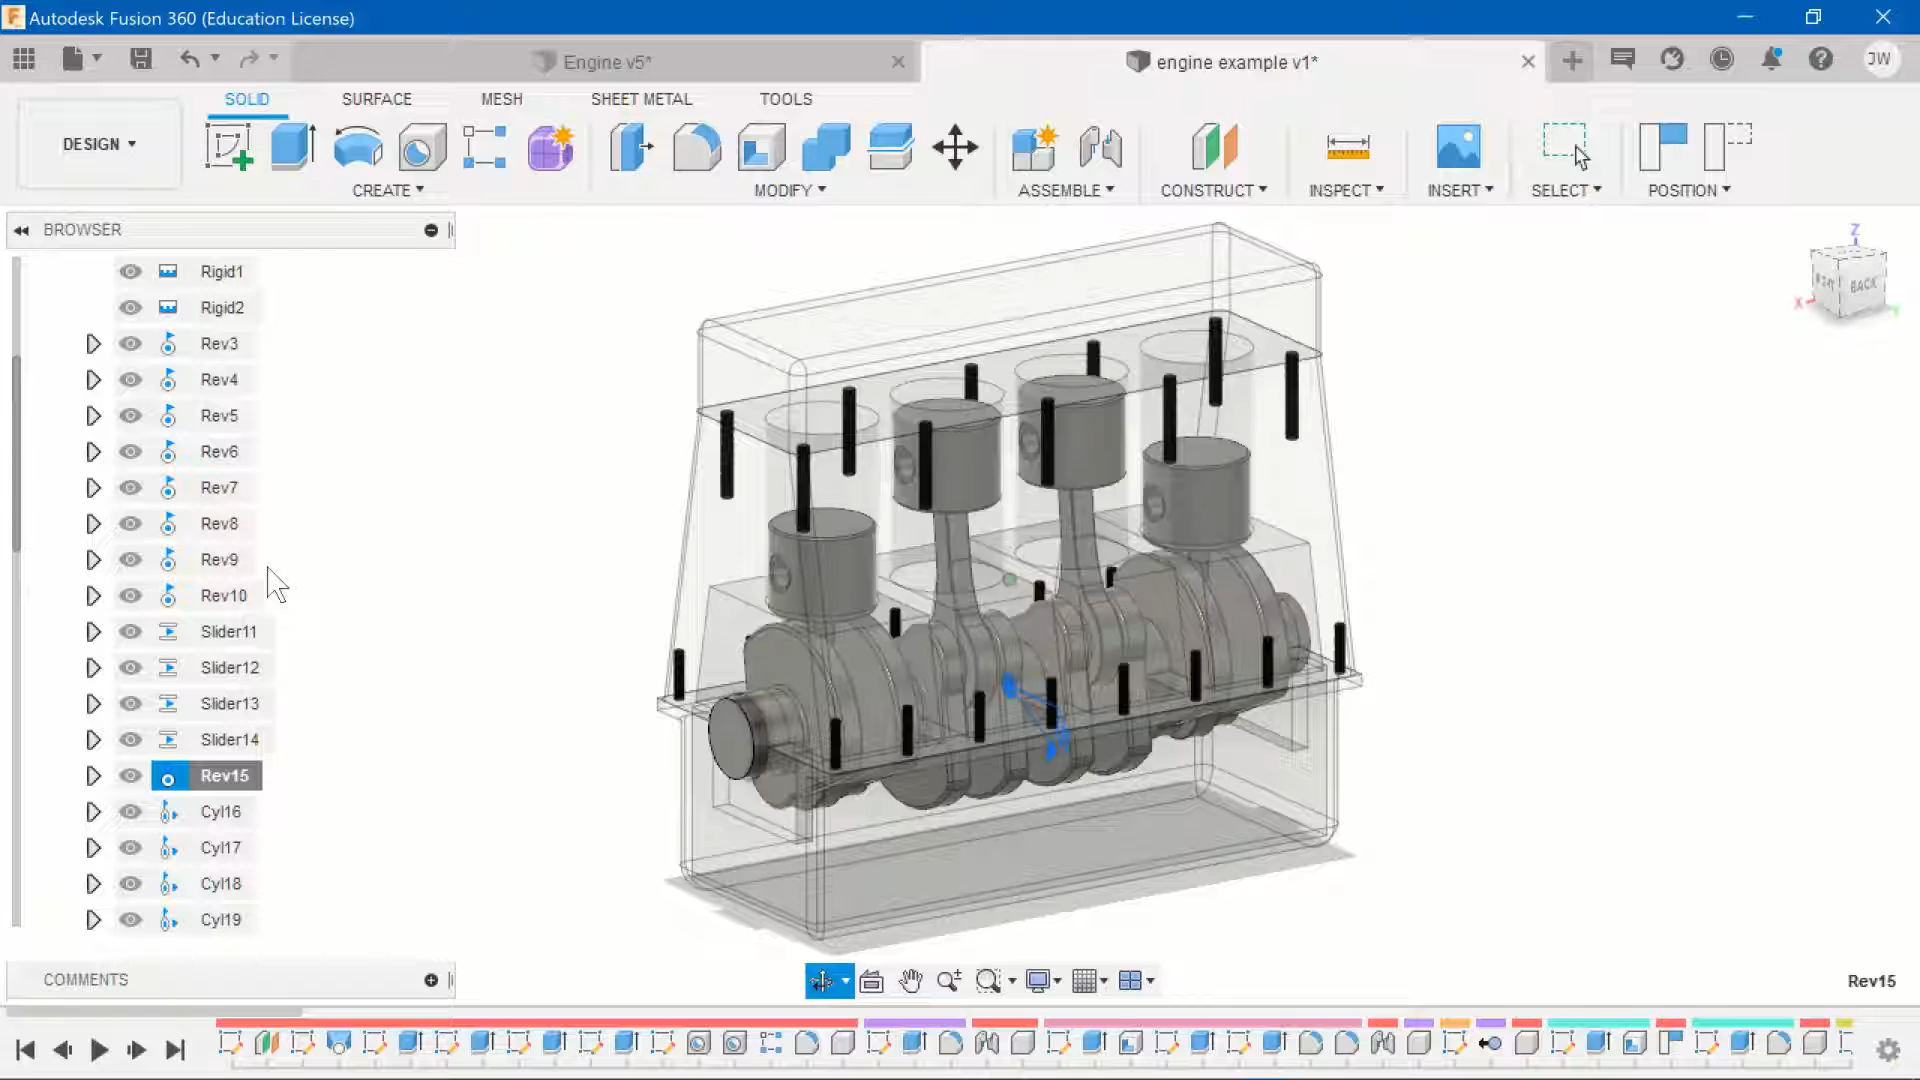 Autodesk Fusion 360 (Education License)
Engine v5*
engine example v1*
JW
DESIGN
SOLID
SURFACE
MESH
SHEET METAL
TOOLS
CREATE
MODIFY
ASSEMBLE
CONSTRUCT
INSPECT
INSERT
SELECT
POSITION
BROWSER
Rigid1
Rigid2
Rev3
Rev4
Rev5
Rev6
Rev7
Rev8
Rev9
Rev10
Slider11
Slider12
Slider13
Slider14
Rev15
Cyl16
Cyl17
Cyl18
Cyl19
Z
X
BACK
COMMENTS
Rev15